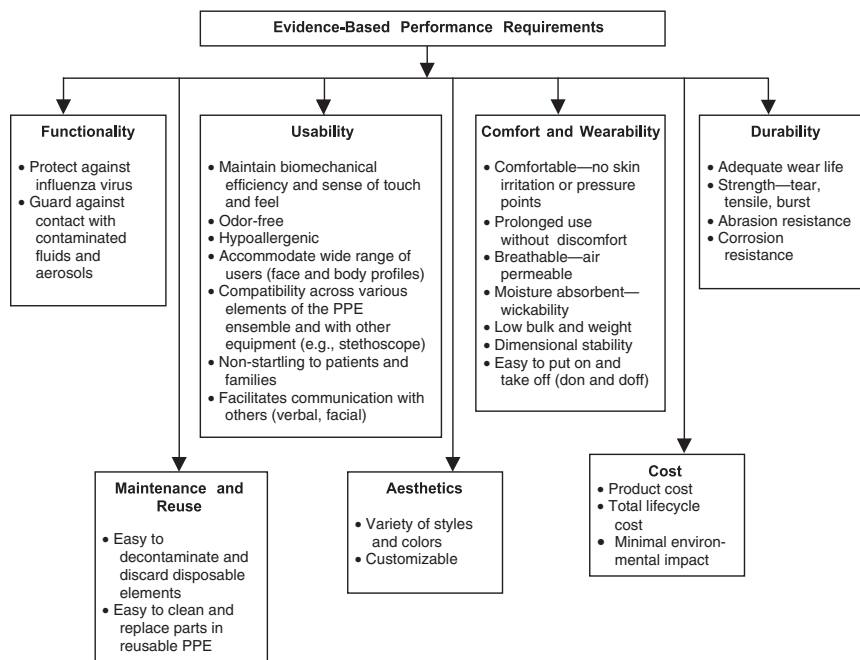 Evidence-Based Performance Requirements
Functionality
• Protect against
influenza virus
• Guard against
contact with
contaminated
fluids and
aerosols
Usability
• Maintain biomechanical
efficiency and sense of touch
and feel
• Odor-free
• Hypoallergenic
• Accommodate wide range of
users (face and body profiles)
• Compatibility across various
elements of the PPE
ensemble and with other
equipment (e.g., stethoscope)
• Non-startling to patients and
families
• Facilitates communication with
others (verbal, facial)
Comfort and Wearability
• Comfortable—no skin
irritation or pressure
points
• Prolonged use
without discomfort
• Breathable—air
permeable
• Moisture absorbent—
wickability
• Low bulk and weight
• Dimensional stability
• Easy to put on and
take off (don and doff)
Durability
• Adequate wear life
• Strength—tear,
tensile, burst
• Abrasion resistance
• Corrosion
resistance
Maintenance and
Reuse
• Easy to
decontaminate and
discard disposable
elements
• Easy to clean and
replace parts in
reusable PPE
Aesthetics
• Variety of styles
and colors
• Customizable
Cost
• Product cost
• Total lifecycle
cost
• Minimal environ-
mental impact